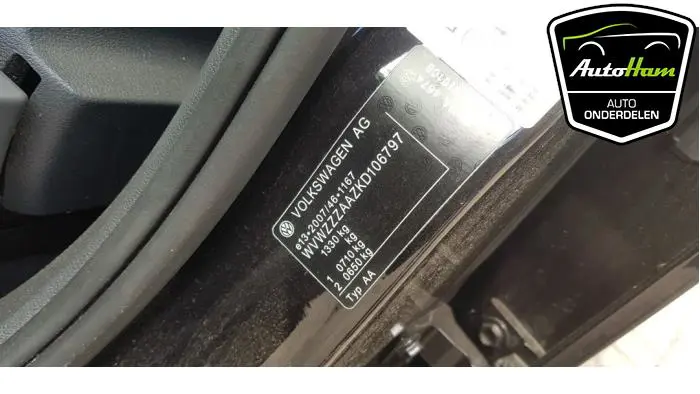 VOLKSWAGEN AG
e13*2007/46*1167
WVWZZZAAZKD106797
1330 kg
kg
1 0710 kg
2 0650 kg
Typ AA
AutoHam
AUTO
ONDERDELEN